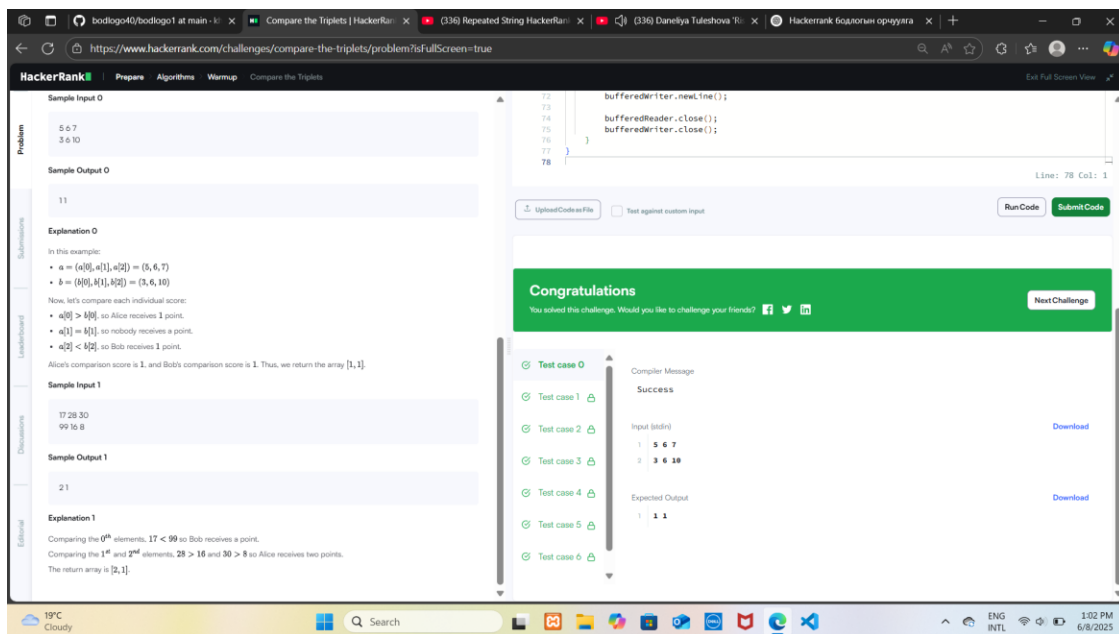 bodlogo40/bodlogo1 at main · k
Compare the Triplets | HackerRan
(336) Repeated String HackerRan
(336) Daneliya Tuleshova 'Ri
Hackerrank бодлогын орчуулга
https://www.hackerrank.com/challenges/compare-the-triplets/problem?isFullScreen=true
HackerRank
Prepare Algorithms Warmup Compare the Triplets
Exit Full Screen View
Problem
Submissions
Leaderboard
Discussions
Editorial
Sample Input 0
5 6 7
3 6 10
Sample Output 0
1 1
Explanation 0
In this example:
• a = (a[0], a[1], a[2]) = (5, 6, 7)
• b = (b[0], b[1], b[2]) = (3, 6, 10)
Now, let's compare each individual score:
• a[0] > b[0], so Alice receives 1 point.
• a[1] = b[1], so nobody receives a point.
• a[2] < b[2], so Bob receives 1 point.
Alice's comparison score is 1, and Bob's comparison score is 1. Thus, we return the array [1, 1].
Sample Input 1
17 28 30
99 16 8
Sample Output 1
2 1
Explanation 1
Comparing the 0th elements, 17 < 99 so Bob receives a point.
Comparing the 1st and 2nd elements, 28 > 16 and 30 > 8 so Alice receives two points.
The return array is [2, 1].
72 bufferedWriter.newLine();
73
74 bufferedReader.close();
75 bufferedWriter.close();
76 }
77 }
78
Line: 78 Col: 1
Upload Code as File
Test against custom input
Run Code
Submit Code
Congratulations
You solved this challenge. Would you like to challenge your friends?
Next Challenge
Test case 0
Test case 1
Test case 2
Test case 3
Test case 4
Test case 5
Test case 6
Compiler Message
Success
Input (stdin)
Download
1 5 6 7
2 3 6 10
Expected Output
Download
1 1 1
19°C
Cloudy
Search
ENG
INTL
1:02 PM
6/8/2025